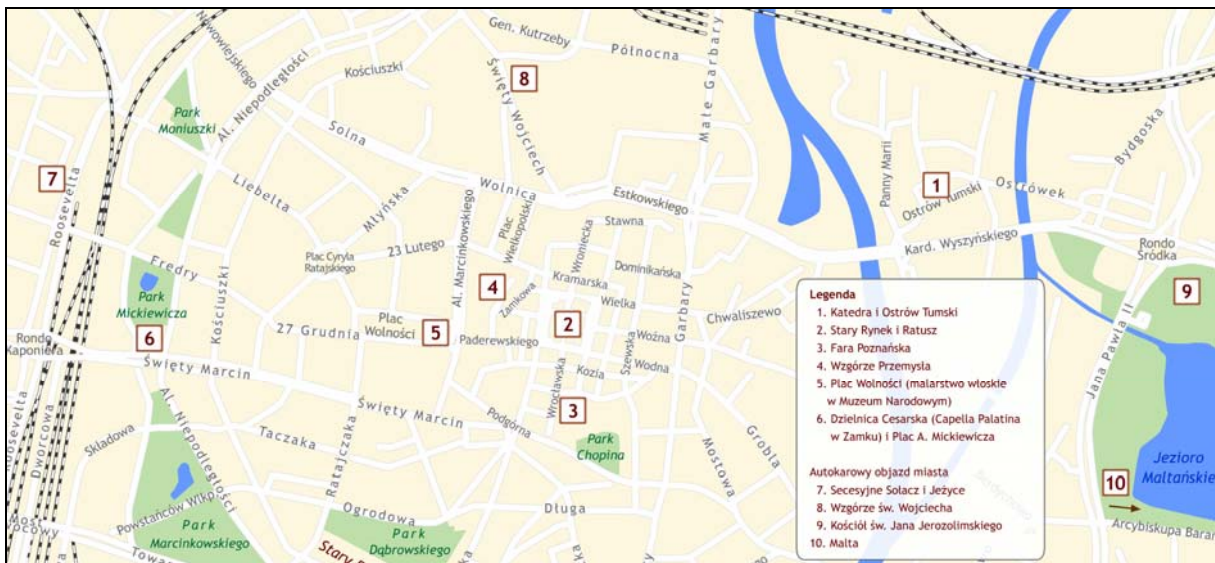 Nowowiejskiego
Gen. Kutrzeby
Północna
Kościuszki
8
Al. Niepodległości
Park
Moniuszki
Święty Wojciech
Małe Garbary
Bydgoska
Solna
7
Roosevelta
Liebelta
Młyńska
Wolnica
Estkowskiego
Panny Marii
1
Ostrów Tumski
Ostrówek
Al. Marcinkowskiego
Plac
Wielkopolski
Wroniecka
Stawna
Kard. Wyszyńskiego
Rondo
Śródka
23 Lutego
Plac Cyryla
Ratajskiego
Fredry
Kościuszki
Dominikańska
Kramarska
4
Zamkowa
Wielka
Garbary
Chwaliszewo
9
Park
Mickiewicza
6
27 Grudnia
Plac
Wolności
5
Paderewskiego
2
Woźna
Szewska
Wodna
Rondo
Kaponiera
Święty Marcin
Kozia
Wrocławska
3
Jana Pawła II
Legenda
1. Katedra i Ostrów Tumski
2. Stary Rynek i Ratusz
3. Fara Poznańska
4. Wzgórze Przemysła
5. Plac Wolności (malarstwo włoskie
w Muzeum Narodowym)
6. Dzielnica Cesarska (Capella Palatina
w Zamku) i Plac A. Mickiewicza
Autokarowy objazd miasta
7. Secesyjne Sołacz i Jeżyce
8. Wzgórze św. Wojciecha
9. Kościół św. Jana Jerozolimskiego
10. Malta
Święty Marcin
Podgórna
Park
Chopina
Al. Niepodległości
Składowa
Taczaka
Ratajczaka
Mostowa
Grobla
Dworcowa
Powstańców Wlkp.
Ogrodowa
Długa
Park
Marcinkowskiego
Park
Dąbrowskiego
Jezioro
Maltańskie
10